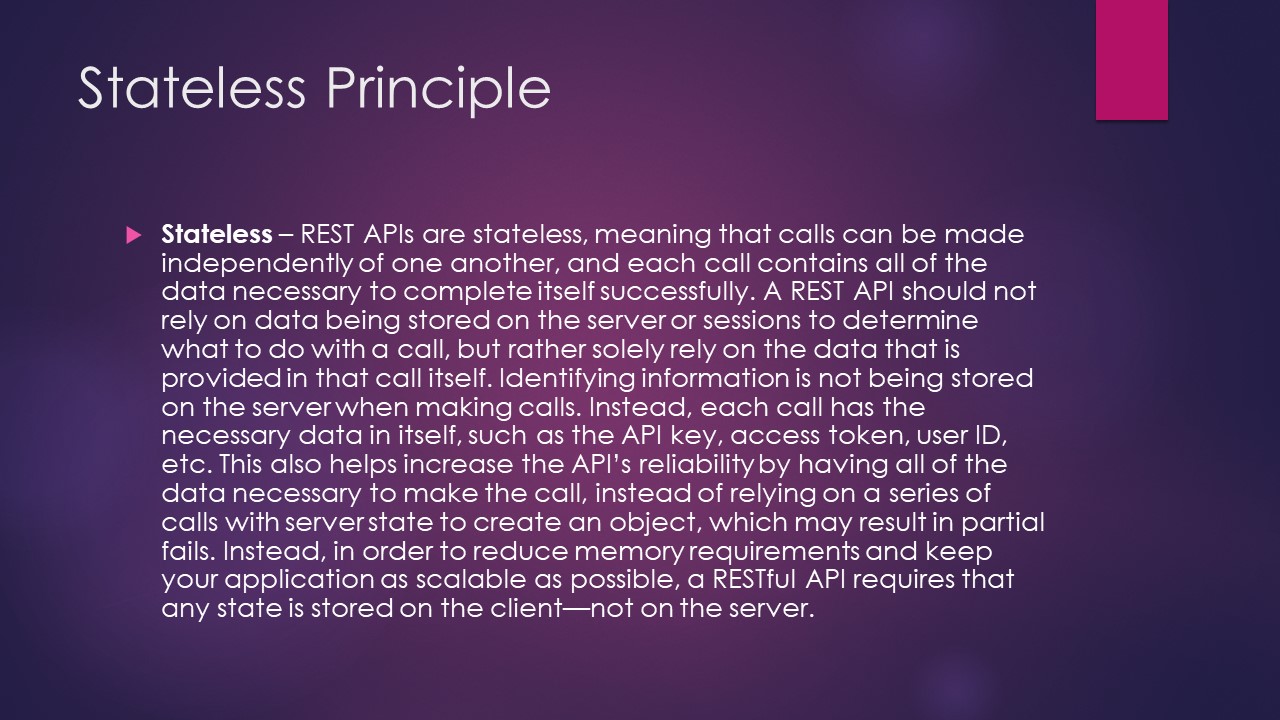 Stateless Principle
Stateless – REST APIs are stateless, meaning that calls can be made
independently of one another, and each call contains all of the
data necessary to complete itself successfully. A REST API should not
rely on data being stored on the server or sessions to determine
what to do with a call, but rather solely rely on the data that is
provided in that call itself. Identifying information is not being stored
on the server when making calls. Instead, each call has the
necessary data in itself, such as the API key, access token, user ID,
etc. This also helps increase the API’s reliability by having all of the
data necessary to make the call, instead of relying on a series of
calls with server state to create an object, which may result in partial
fails. Instead, in order to reduce memory requirements and keep
your application as scalable as possible, a RESTful API requires that
any state is stored on the client—not on the server.